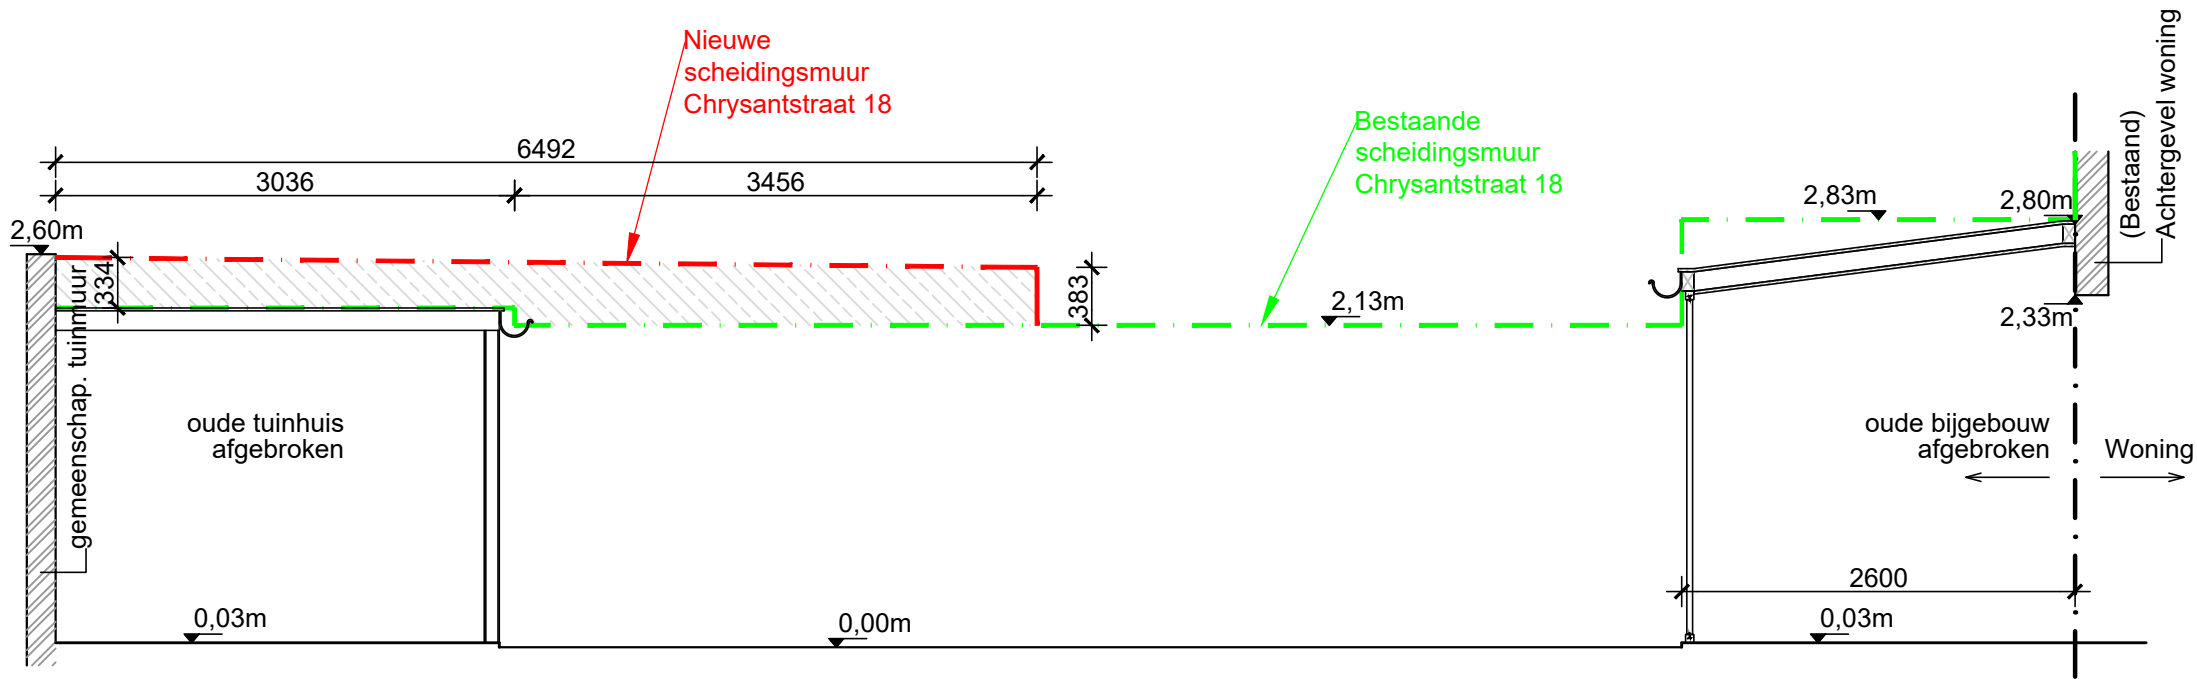 Nieuwe
scheidingsmuur
Chrysantstraat 18
Bestaande
scheidingsmuur
Chrysantstraat 18
(Bestaand)
Achtergevel woning
6492
3036
3456
2,83m
2,80m
2,60m
334
383
2,13m
2,33m
gemeenschap. tuinmuur
oude tuinhuis
afgebroken
oude bijgebouw
afgebroken
Woning
2600
0,03m
0,00m
0,03m